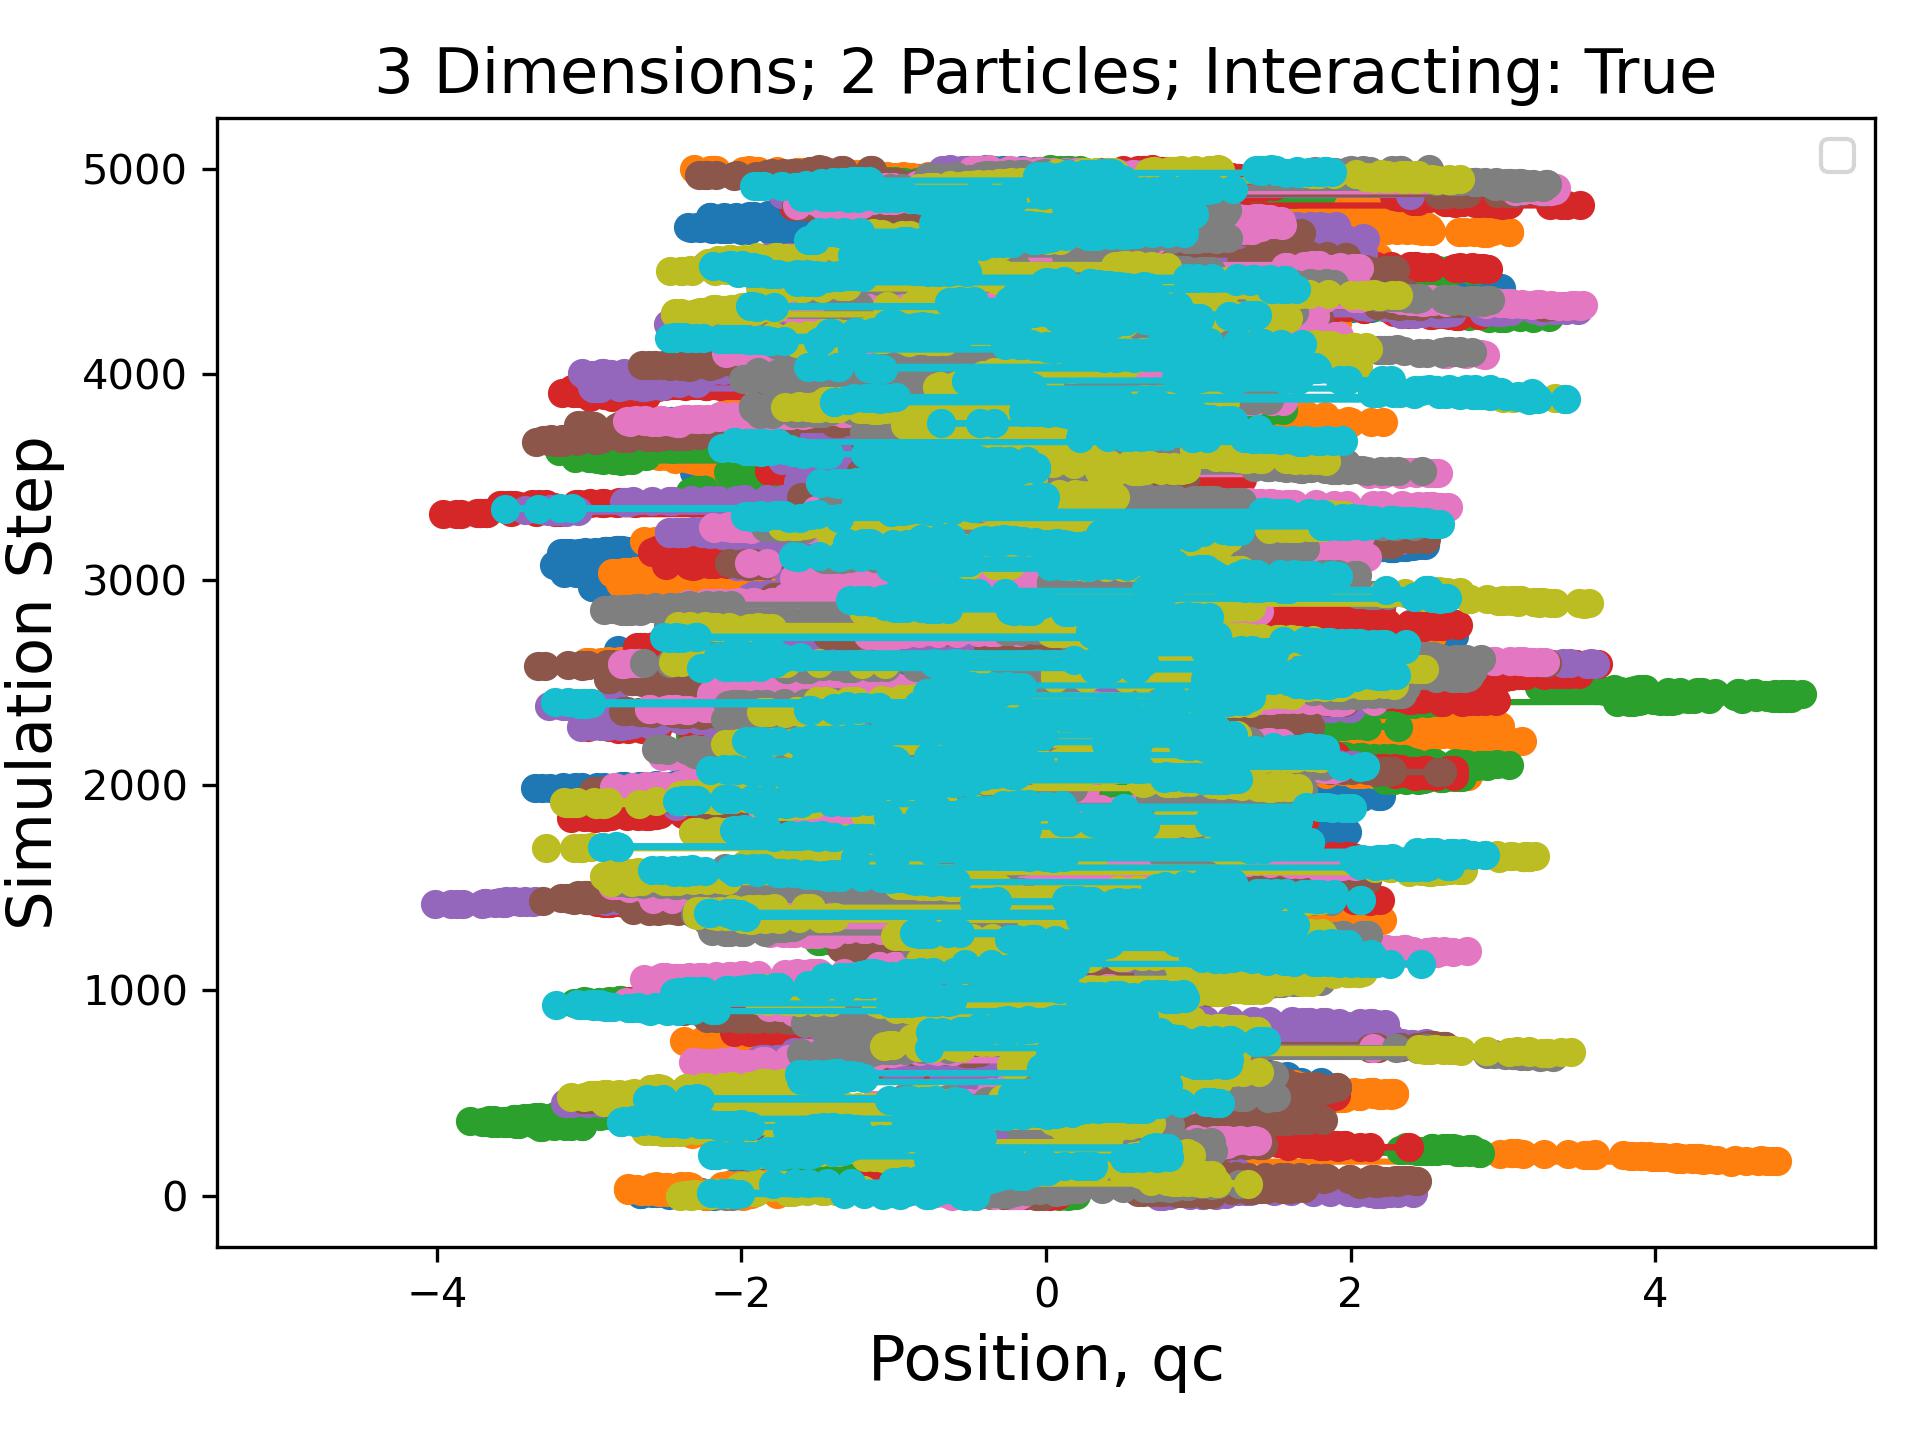 3 Dimensions; 2 Particles; Interacting: True
Simulation Step
5000
4000
3000
2000
1000
0
−4 −2 0 2 4
Position, qc